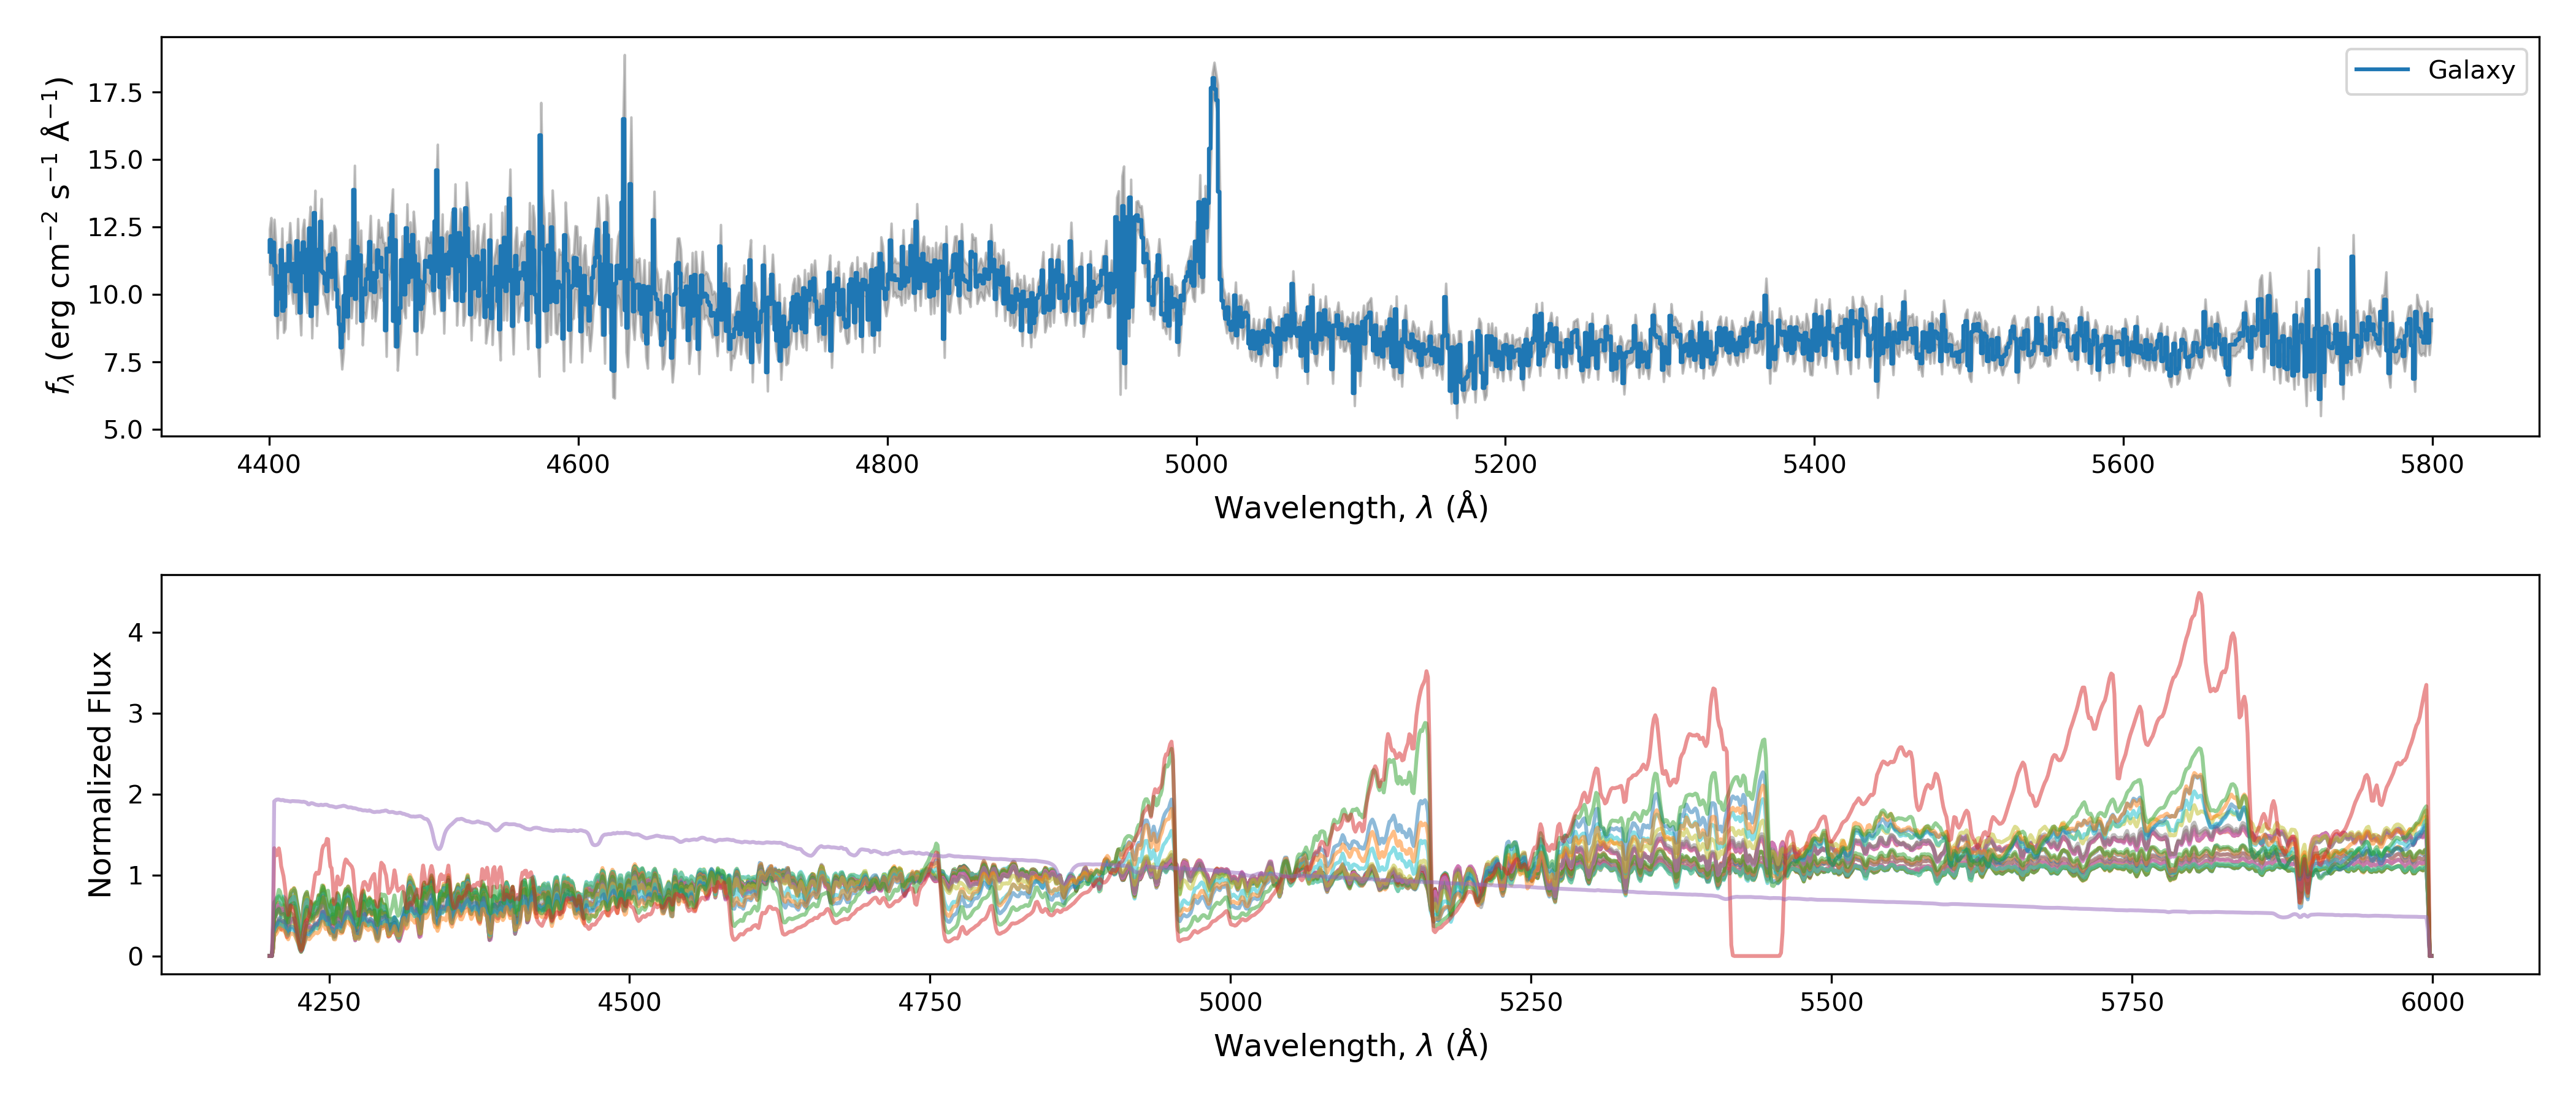 Galaxy
17.5
15.0
12.5
10.0
7.5
5.0
fλ (erg cm⁻² s⁻¹ Å⁻¹)
4400 4600 4800 5000 5200 5400 5600 5800
Wavelength, λ (Å)
4
3
2
1
0
Normalized Flux
4250 4500 4750 5000 5250 5500 5750 6000
Wavelength, λ (Å)